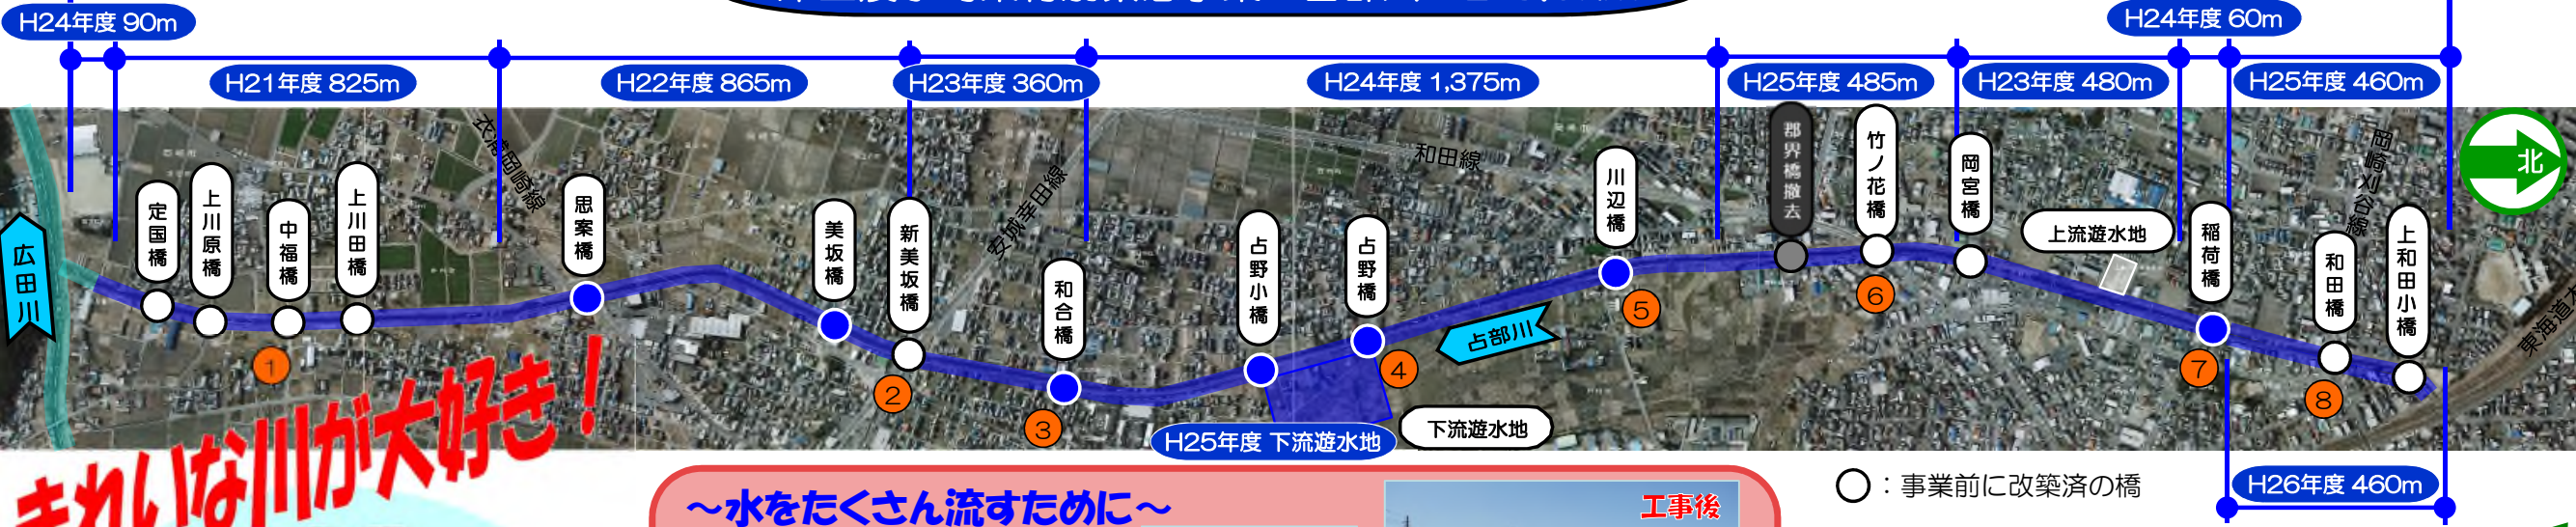 H24年度 90m
H24年度 60m
H21年度 825m
H22年度 865m
H23年度 360m
H24年度 1,375m
H25年度 485m
H23年度 480m
H25年度 460m
衣浦岡崎線
安城幸田線
和田線
岡崎刈谷線
北
広田川
定国橋
上川原橋
中福橋
上川田橋
思案橋
美坂橋
新美坂橋
和合橋
占野小橋
占野橋
川辺橋
郡界橋撤去
竹ノ花橋
岡宮橋
上流遊水地
稲荷橋
和田橋
上和田小橋
占部川
①
②
③
④
⑤
⑥
⑦
⑧
H25年度 下流遊水地
下流遊水地
きれいな川が大好き!
~水をたくさん流すために~
工事後
○:事業前に改築済の橋
H26年度 460m